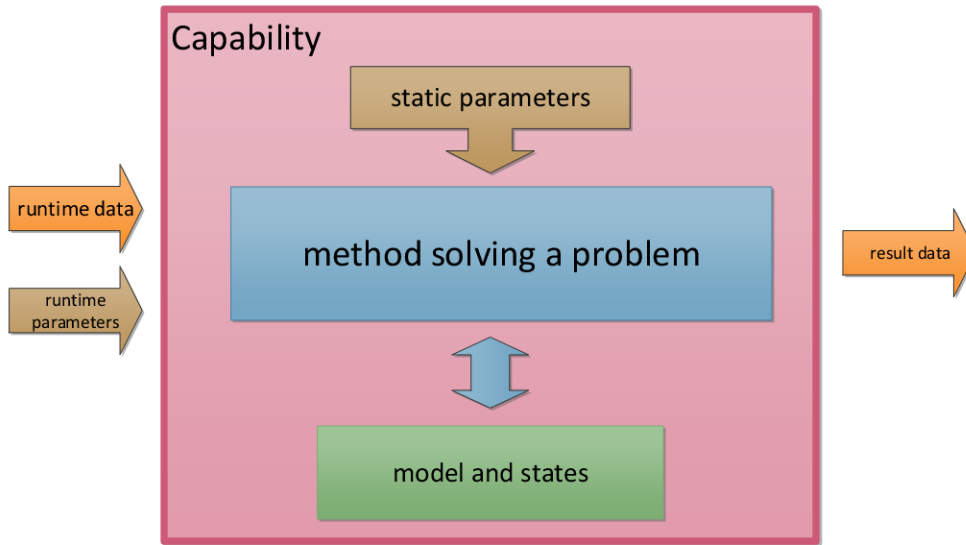 Capability
static parameters
runtime data
method solving a problem
result data
runtime
parameters
model and states